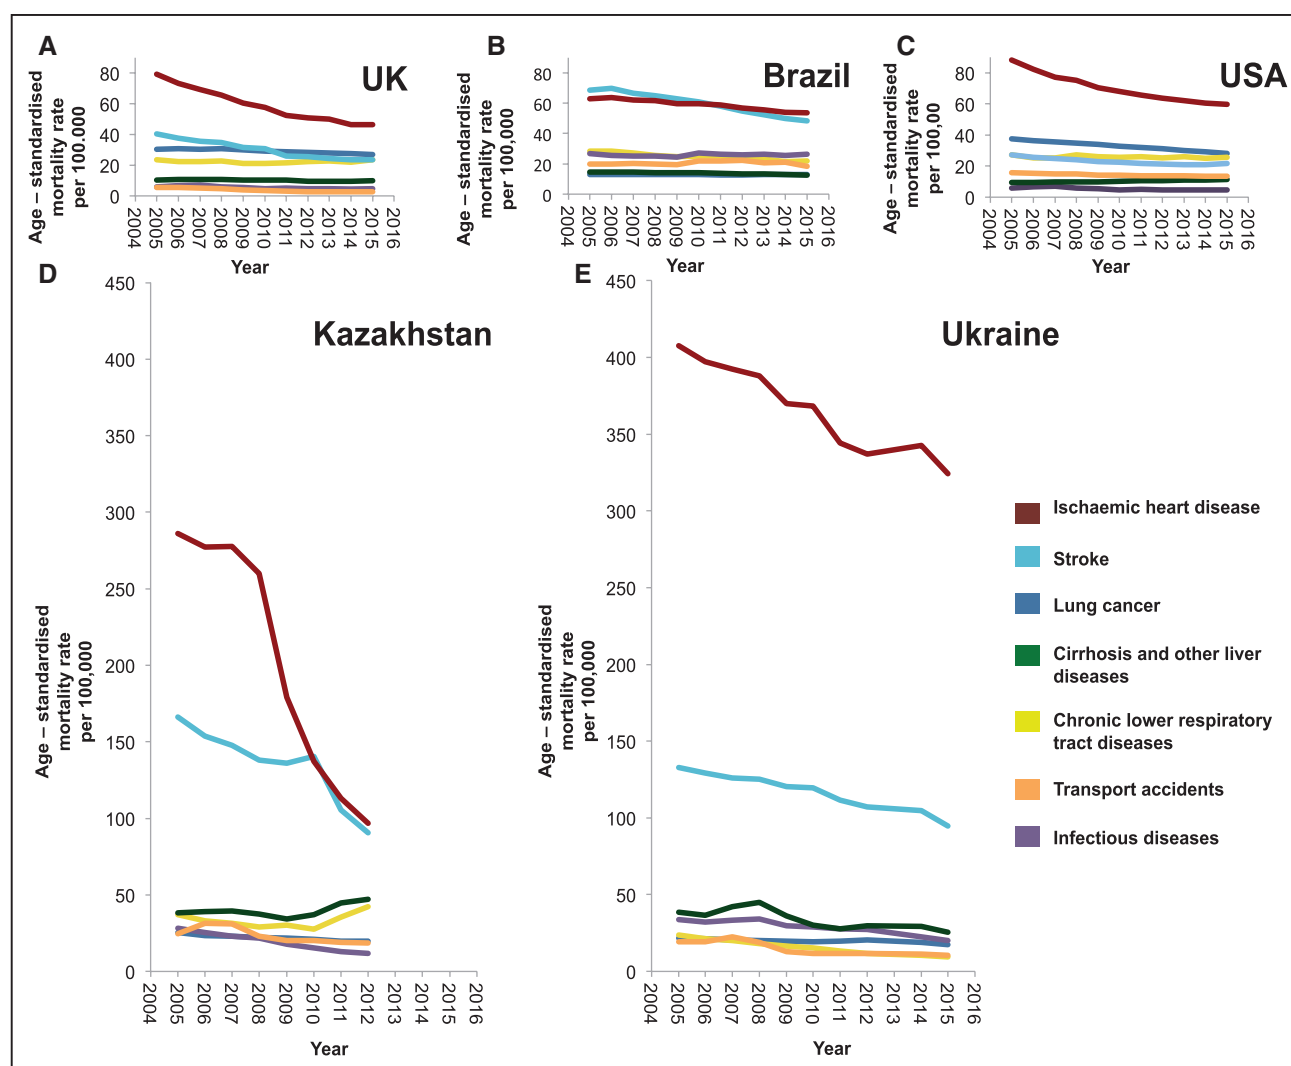 A
UK
Age – standardised
mortality rate
per 100.000
80
60
40
20
0
2004
2005
2006
2007
2008
2009
2010
2011
2012
2013
2014
2015
2016
Year
B
Brazil
Age – standardised
mortality rate
per 100,000
80
60
40
20
0
2004
2005
2006
2007
2008
2009
2010
2011
2012
2013
2014
2015
2016
Year
C
USA
Age – standardised
mortality rate
per 100,00
80
60
40
20
0
2004
2005
2006
2007
2008
2009
2010
2011
2012
2013
2014
2015
2016
Year
D
Kazakhstan
Age – standardised
mortality rate
per 100,000
450
400
350
300
250
200
150
100
50
0
2004
2005
2006
2007
2008
2009
2010
2011
2012
2013
2014
2015
2016
Year
E
Ukraine
Age – standardised
mortality rate
per 100,000
450
400
350
300
250
200
150
100
50
0
2004
2005
2006
2007
2008
2009
2010
2011
2012
2013
2014
2015
2016
Year
Ischaemic heart disease
Stroke
Lung cancer
Cirrhosis and other liver
diseases
Chronic lower respiratory
tract diseases
Transport accidents
Infectious diseases